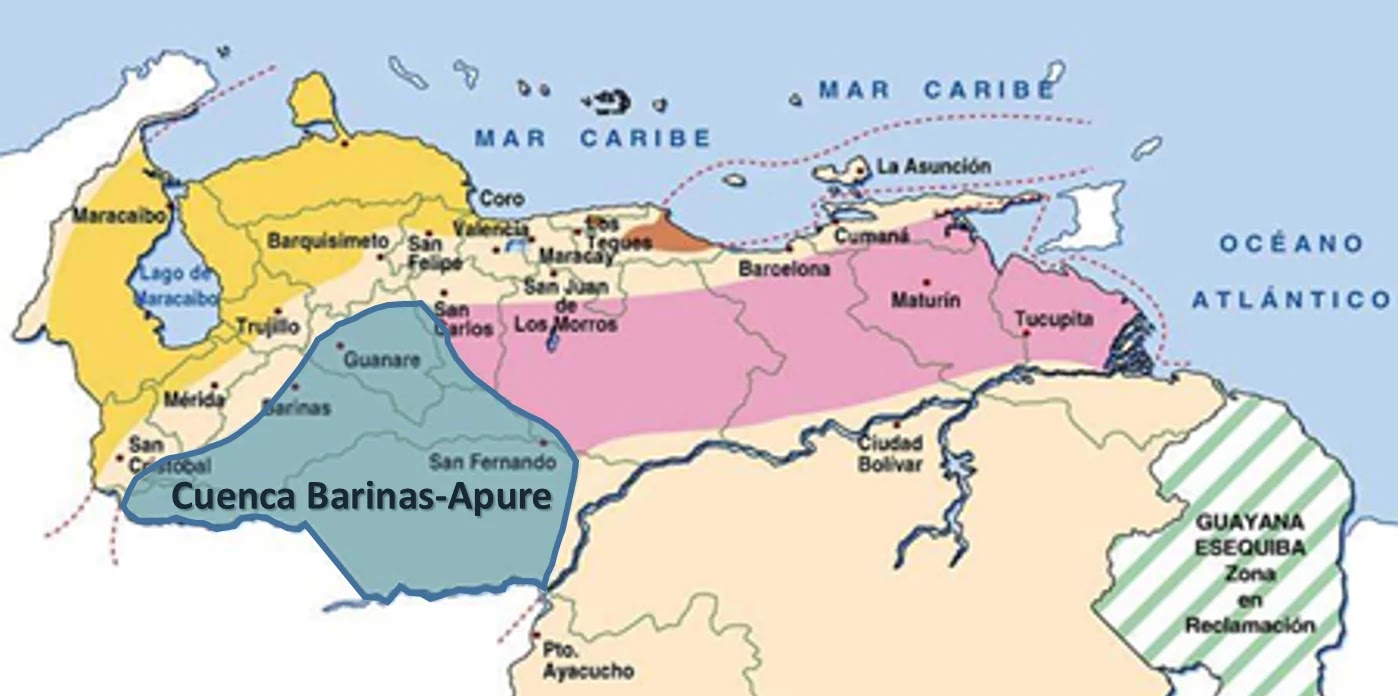 MAR CARIBE
MAR CARIBE
La Asunción
Coro
Maracaibo
Valencia
Los
Teques
Cumaná
OCÉANO
Barquisimeto
San
Felipe
Maracay
Barcelona
Lago de
Maracaibo
San Juan
de
Los Morros
Maturín
ATLÁNTICO
San
Carlos
Trujillo
Tucupita
Guanare
Mérida
Barinas
San
Cristóbal
San Fernando
Ciudad
Bolívar
Cuenca Barinas-Apure
GUAYANA
ESEQUIBA
Zona
en
Reclamación
Pto.
Ayacucho